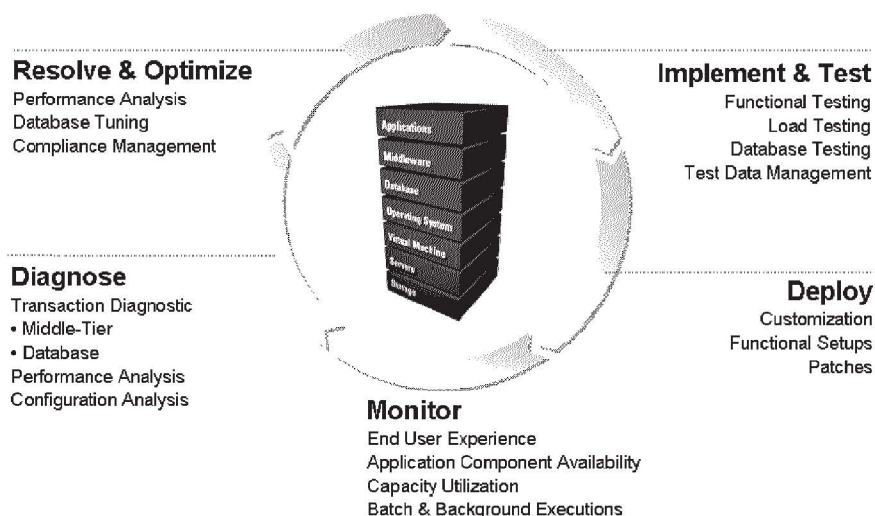 Resolve & Optimize
Performance Analysis
Database Tuning
Compliance Management
Implement & Test
Functional Testing
Load Testing
Database Testing
Test Data Management
Applications
Middleware
Database
Operating System
Virtual Machine
Servers
Storage
Diagnose
Transaction Diagnostic
• Middle-Tier
• Database
Performance Analysis
Configuration Analysis
Deploy
Customization
Functional Setups
Patches
Monitor
End User Experience
Application Component Availability
Capacity Utilization
Batch & Background Executions